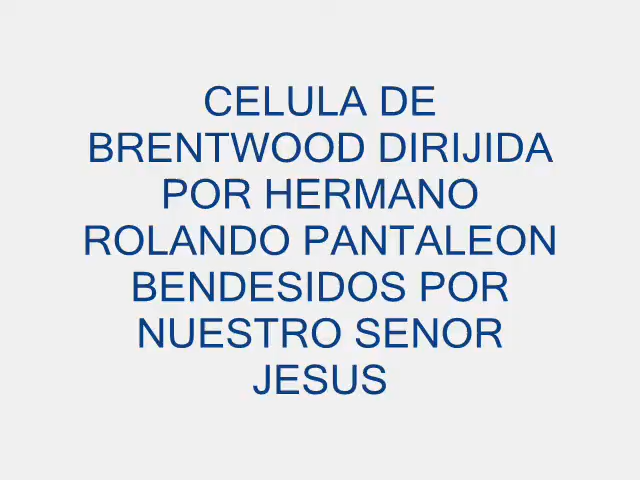 CELULA DE
BRENTWOOD DIRIJIDA
POR HERMANO
ROLANDO PANTALEON
BENDESIDOS POR
NUESTRO SENOR
JESUS